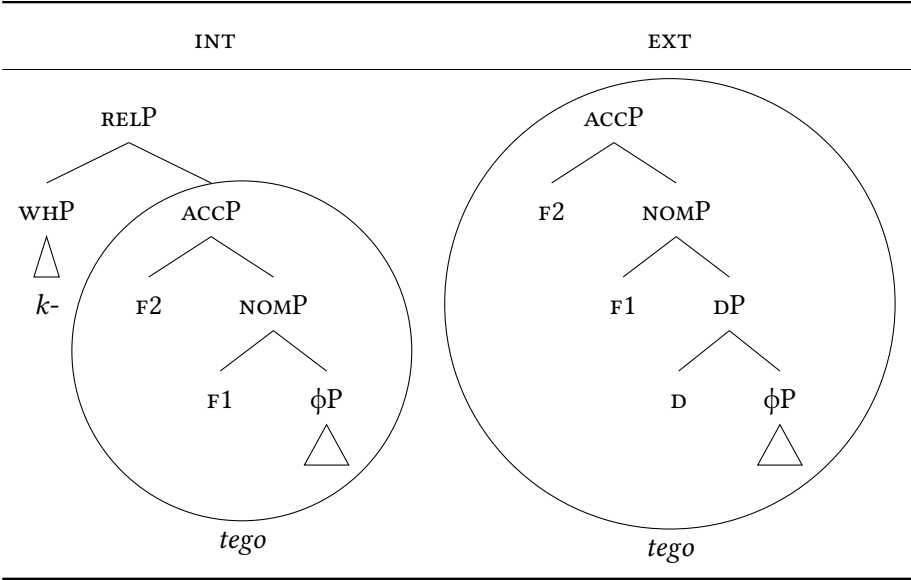 INT EXT
RELP ACCP
WHP ACCP F2 NOMP
k- F2 NOMP F1 DP
F1 ϕP D ϕP
tego tego